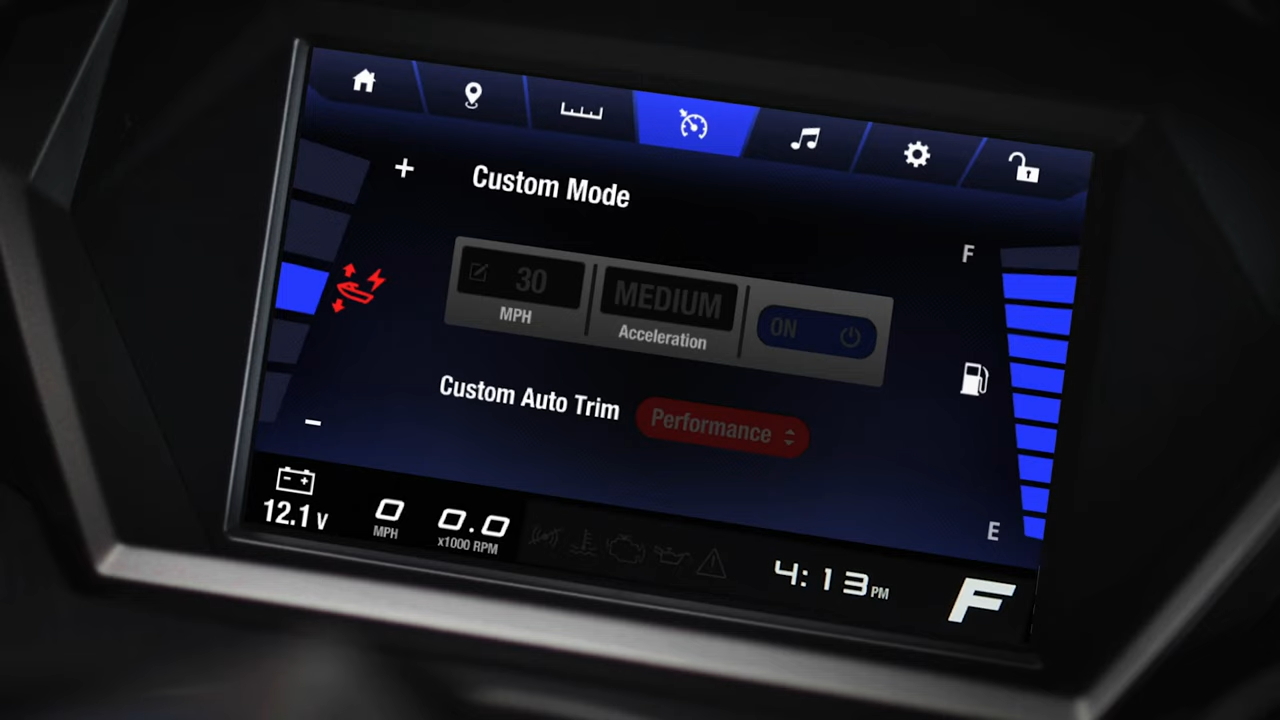 Custom Mode
30
MPH
MEDIUM
Acceleration
ON
Custom Auto Trim
Performance
F
E
12.1 V
0
MPH
0.0
x1000 RPM
4:13 PM
F